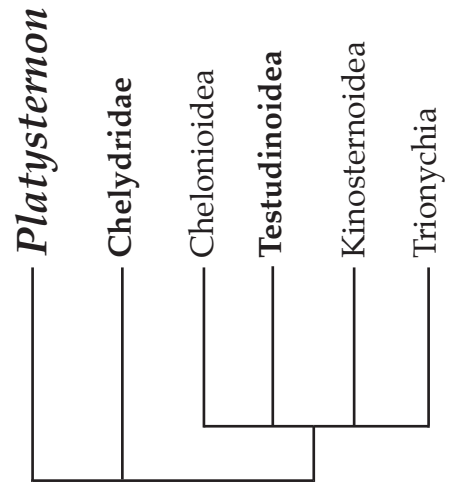 Platysternon
Chelydridae
Chelonioidea
Testudinoidea
Kinosternoidea
Trionychia